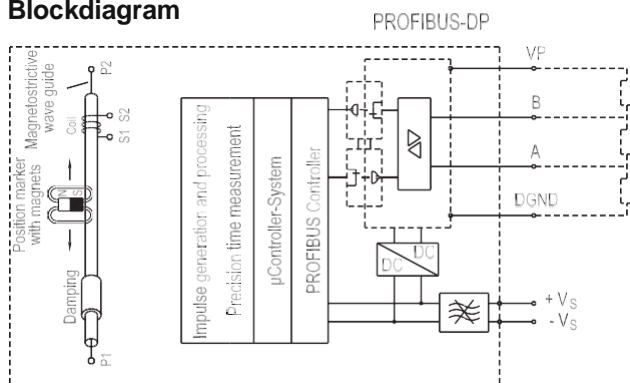 Blockdiagram
PROFIBUS-DP
Magnetostrictive
wave guide
P2
Coil
S1 S2
Position marker
with magnets
N
S
Damping
P1
Impulse generation and processing
Precision time measurement
µController-System
PROFIBUS Controller
DC
DC
VP
B
A
DGND
+ VS
- VS